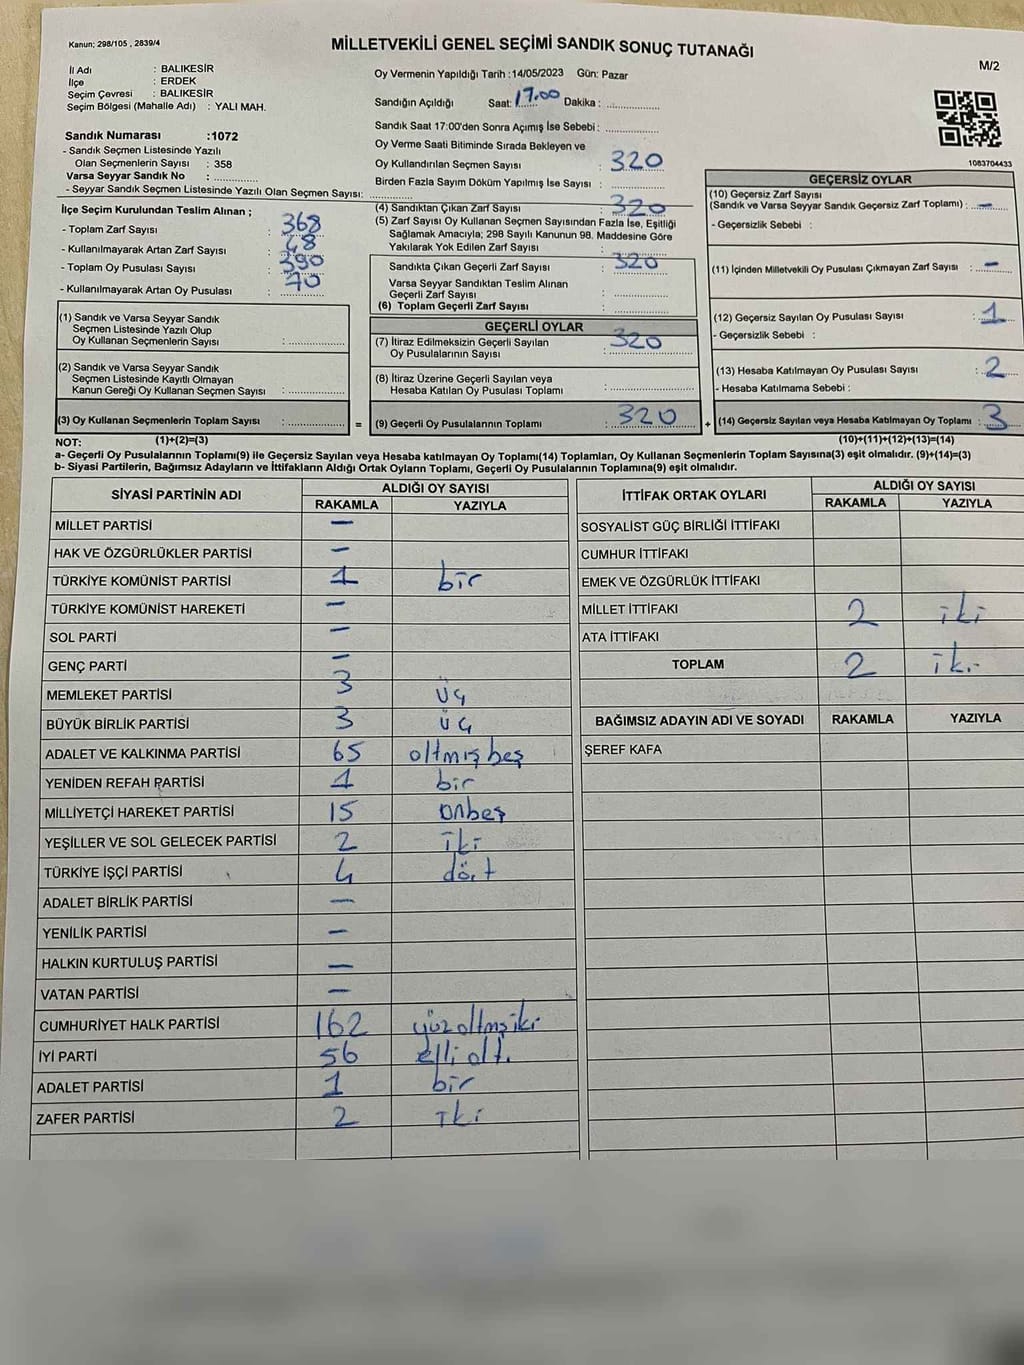 Kanun; 298/105 , 2839/4
MİLLETVEKİLİ GENEL SEÇİMİ SANDIK SONUÇ TUTANAĞI
M/2
İl Adı : BALIKESİR
İlçe : ERDEK
Seçim Çevresi : BALIKESİR
Seçim Bölgesi (Mahalle Adı) : YALI MAH.
Oy Vermenin Yapıldığı Tarih :14/05/2023 Gün: Pazar
Sandığın Açıldığı Saat: 17.00 Dakika :
Sandık Saat 17:00'den Sonra Açımış İse Sebebi :
Oy Verme Saati Bitiminde Sırada Bekleyen ve
Oy Kullandırılan Seçmen Sayısı : 320
Birden Fazla Sayım Döküm Yapılmış İse Sayısı :
1083704433
Sandık Numarası :1072
- Sandık Seçmen Listesinde Yazılı
Olan Seçmenlerin Sayısı : 358
Varsa Seyyar Sandık No :
- Seyyar Sandık Seçmen Listesinde Yazılı Olan Seçmen Sayısı:
İlçe Seçim Kurulundan Teslim Alınan ;
- Toplam Zarf Sayısı : 368
- Kullanılmayarak Artan Zarf Sayısı : 48
- Toplam Oy Pusulası Sayısı : 390
- Kullanılmayarak Artan Oy Pusulası : 70
(4) Sandıktan Çıkan Zarf Sayısı : 320
(5) Zarf Sayısı Oy Kullanan Seçmen Sayısından Fazla İse, Eşitliği
Sağlamak Amacıyla; 298 Sayılı Kanunun 98. Maddesine Göre
Yakılarak Yok Edilen Zarf Sayısı :
Sandıkta Çıkan Geçerli Zarf Sayısı : 320
Varsa Seyyar Sandıktan Teslim Alınan
Geçerli Zarf Sayısı :
(6) Toplam Geçerli Zarf Sayısı :
GEÇERSİZ OYLAR
(10) Geçersiz Zarf Sayısı
(Sandık ve Varsa Seyyar Sandık Geçersiz Zarf Toplamı) : –
- Geçersizlik Sebebi :
(11) İçinden Milletvekili Oy Pusulası Çıkmayan Zarf Sayısı : –
(12) Geçersiz Sayılan Oy Pusulası Sayısı : 1
- Geçersizlik Sebebi :
(13) Hesaba Katılmayan Oy Pusulası Sayısı : 2
- Hesaba Katılmama Sebebi :
(14) Geçersiz Sayılan veya Hesaba Katılmayan Oy Toplamı : 3
(1) Sandık ve Varsa Seyyar Sandık
Seçmen Listesinde Yazılı Olup
Oy Kullanan Seçmenlerin Sayısı :
(2) Sandık ve Varsa Seyyar Sandık
Seçmen Listesinde Kayıtlı Olmayan
Kanun Gereği Oy Kullanan Seçmen Sayısı :
(3) Oy Kullanan Seçmenlerin Toplam Sayısı : =
GEÇERLİ OYLAR
(7) İtiraz Edilmeksizin Geçerli Sayılan
Oy Pusulalarının Sayısı : 320
(8) İtiraz Üzerine Geçerli Sayılan veya
Hesaba Katılan Oy Pusulası Toplamı :
(9) Geçerli Oy Pusulalarının Toplamı : 320 +
NOT: (1)+(2)=(3)
(10)+(11)+(12)+(13)=(14)
a- Geçerli Oy Pusulalarının Toplamı(9) ile Geçersiz Sayılan veya Hesaba katılmayan Oy Toplamı(14) Toplamları, Oy Kullanan Seçmenlerin Toplam Sayısına(3) eşit olmalıdır. (9)+(14)=(3)
b- Siyasi Partilerin, Bağımsız Adayların ve İttifakların Aldığı Ortak Oyların Toplamı, Geçerli Oy Pusulalarının Toplamına(9) eşit olmalıdır.
SİYASİ PARTİNİN ADI ALDIĞI OY SAYISI
RAKAMLA YAZIYLA
MİLLET PARTİSİ –
HAK VE ÖZGÜRLÜKLER PARTİSİ –
TÜRKİYE KOMÜNİST PARTİSİ 1 bir
TÜRKİYE KOMÜNİST HAREKETİ –
SOL PARTİ –
GENÇ PARTİ –
MEMLEKET PARTİSİ 3 üç
BÜYÜK BİRLİK PARTİSİ 3 üç
ADALET VE KALKINMA PARTİSİ 65 oltmışbeş
YENİDEN REFAH PARTİSİ 1 bir
MİLLİYETÇİ HAREKET PARTİSİ 15 onbeş
YEŞİLLER VE SOL GELECEK PARTİSİ 2 iki
TÜRKİYE İŞÇİ PARTİSİ 4 dört
ADALET BİRLİK PARTİSİ –
YENİLİK PARTİSİ –
HALKIN KURTULUŞ PARTİSİ –
VATAN PARTİSİ –
CUMHURİYET HALK PARTİSİ 162 yüzoltmşiki
İYİ PARTİ 56 elli olt.
ADALET PARTİSİ 1 bir
ZAFER PARTİSİ 2 iki
İTTİFAK ORTAK OYLARI ALDIĞI OY SAYISI
RAKAMLA YAZIYLA
SOSYALİST GÜÇ BİRLİĞİ İTTİFAKI
CUMHUR İTTİFAKI
EMEK VE ÖZGÜRLÜK İTTİFAKI
MİLLET İTTİFAKI 2 iki
ATA İTTİFAKI
TOPLAM 2 iki
BAĞIMSIZ ADAYIN ADI VE SOYADI RAKAMLA YAZIYLA
ŞEREF KAFA